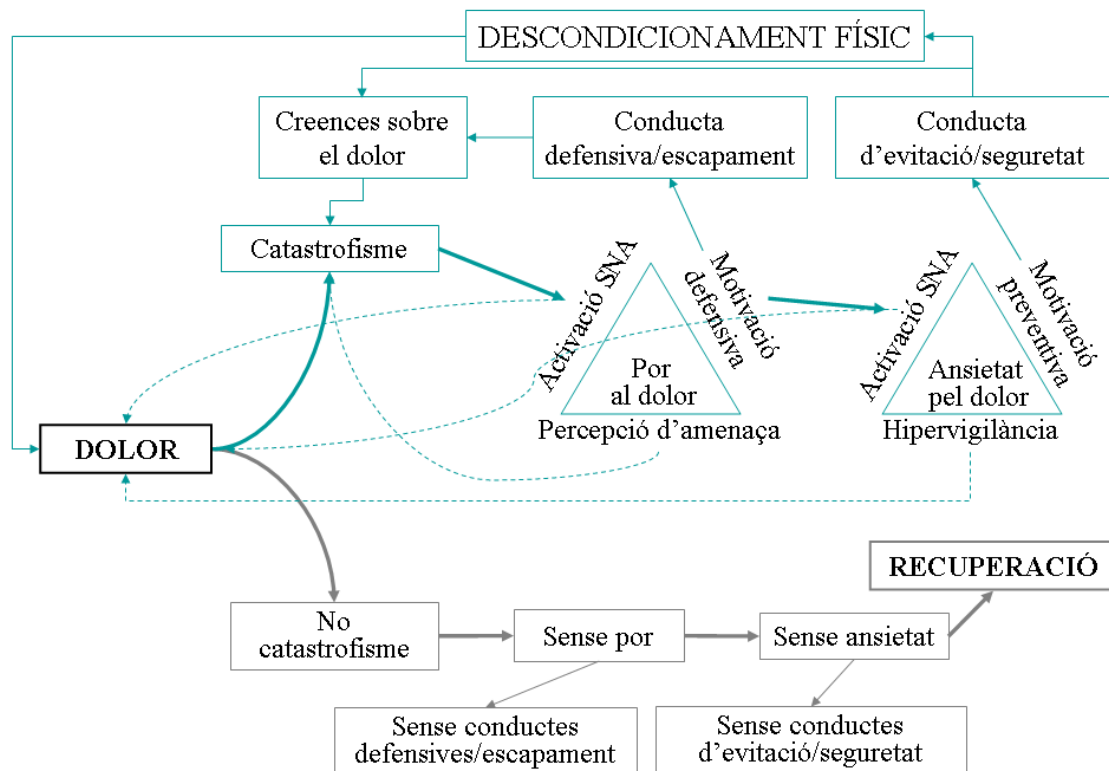 DESCONDICIONAMENT FÍSIC
Creences sobre
el dolor
Conducta
defensiva/escapament
Conducta
d’evitació/seguretat
Catastrofisme
Activació SNA
Motivació
defensiva
Por
al dolor
Percepció d’amenaça
Activació SNA
Motivació
preventiva
Ansietat
pel dolor
Hipervigilància
DOLOR
RECUPERACIÓ
No
catastrofisme
Sense por
Sense ansietat
Sense conductes
defensives/escapament
Sense conductes
d’evitació/seguretat